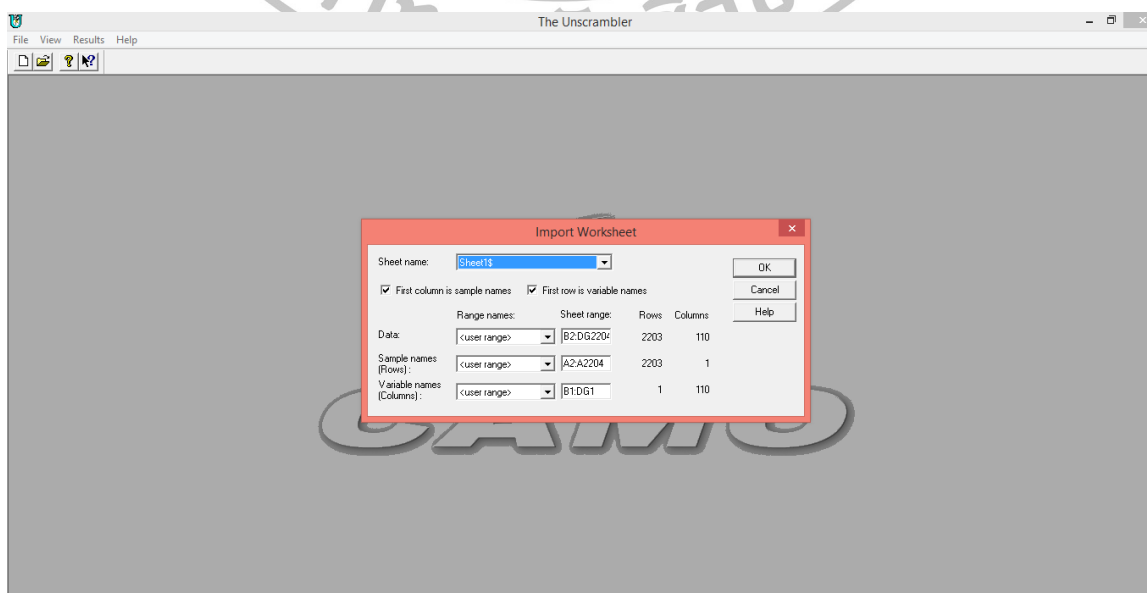 The Unscrambler
File View Results Help
Import Worksheet
Sheet name: Sheet1$
OK
First column is sample names First row is variable names
Cancel
Range names: Sheet range: Rows Columns
Help
Data: <user range> B2:DG2204 2203 110
Sample names
(Rows) : <user range> A2:A2204 2203 1
Variable names
(Columns) : <user range> B1:DG1 1 110
CAMO